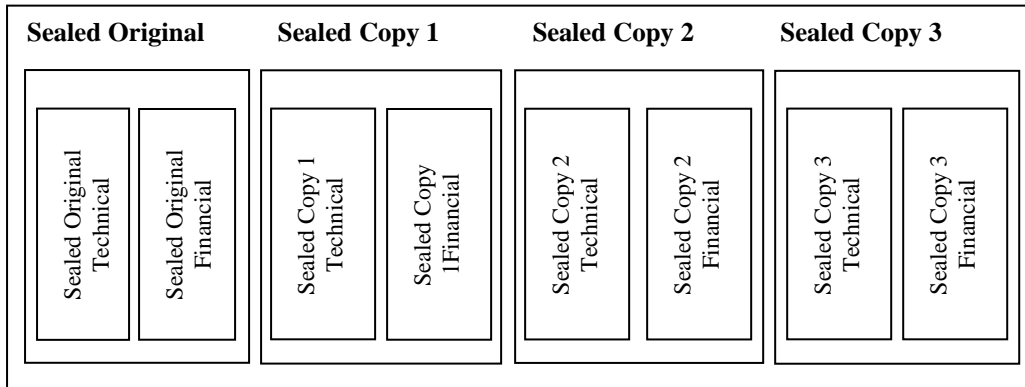 Sealed Original
Sealed Copy 1
Sealed Copy 2
Sealed Copy 3
Sealed Original
Technical
Sealed Original
Financial
Sealed Copy 1
Technical
Sealed Copy
1Financial
Sealed Copy 2
Technical
Sealed Copy 2
Financial
Sealed Copy 3
Technical
Sealed Copy 3
Financial